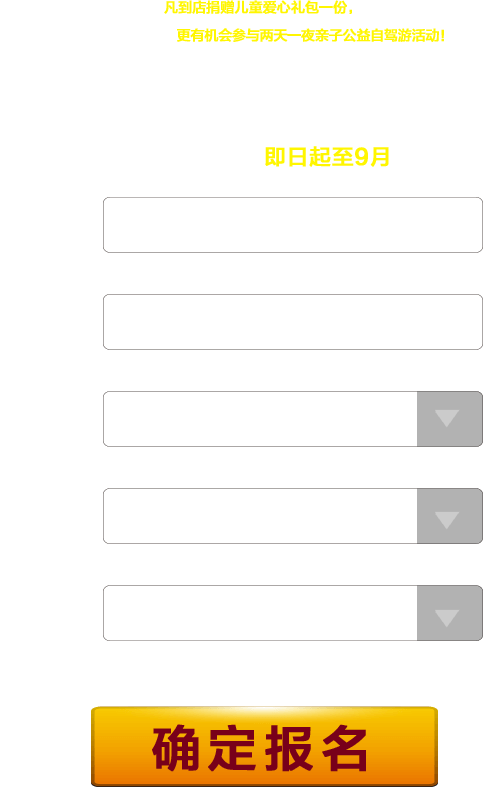 凡到店捐赠儿童爱心礼包一份，
更有机会参与两天一夜亲子公益自驾游活动！
即日起至9月
确定报名